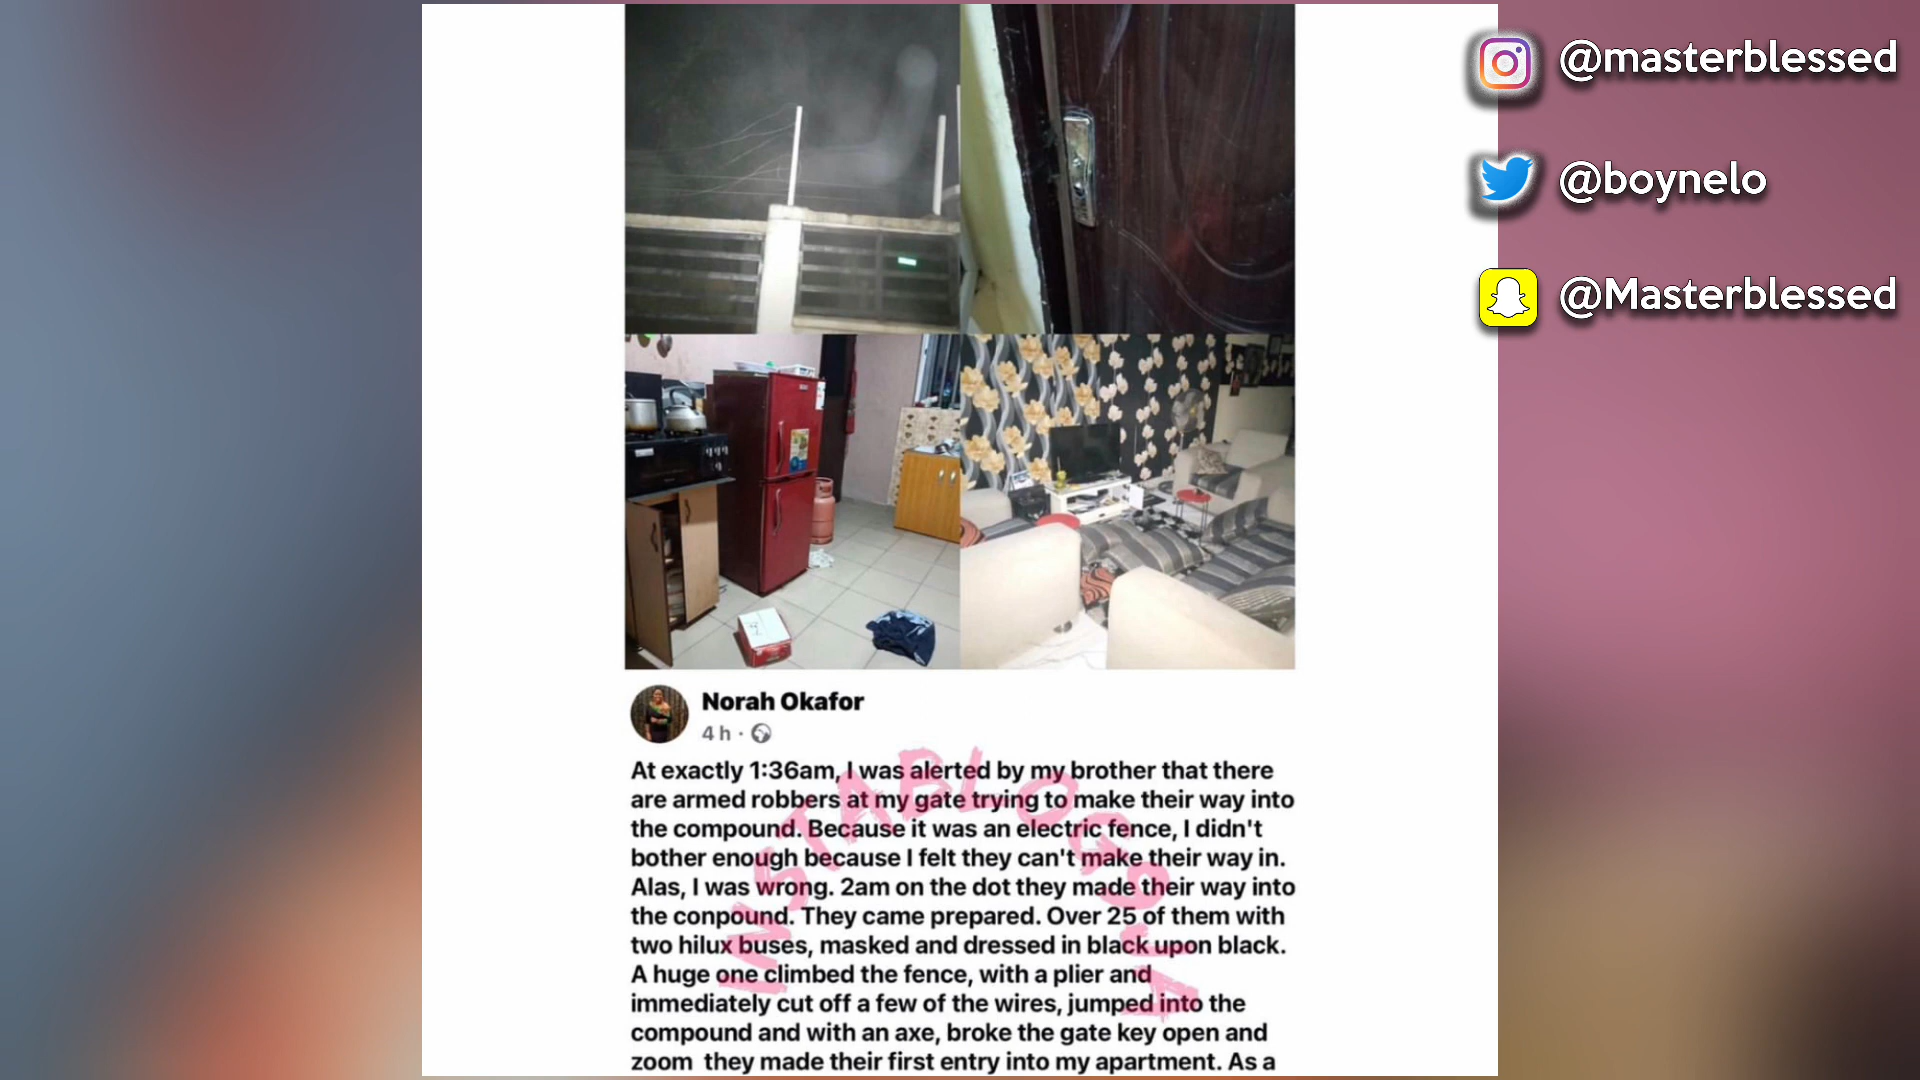 @masterblessed
@boynelo
@Masterblessed
Norah Okafor
4 h ·
At exactly 1:36am, I was alerted by my brother that there
are armed robbers at my gate trying to make their way into
the compound. Because it was an electric fence, I didn't
bother enough because I felt they can't make their way in.
Alas, I was wrong. 2am on the dot they made their way into
the conpound. They came prepared. Over 25 of them with
two hilux buses, masked and dressed in black upon black.
A huge one climbed the fence, with a plier and
immediately cut off a few of the wires, jumped into the
compound and with an axe, broke the gate key open and
zoom they made their first entry into my apartment. As a
INSTABLOG9JA